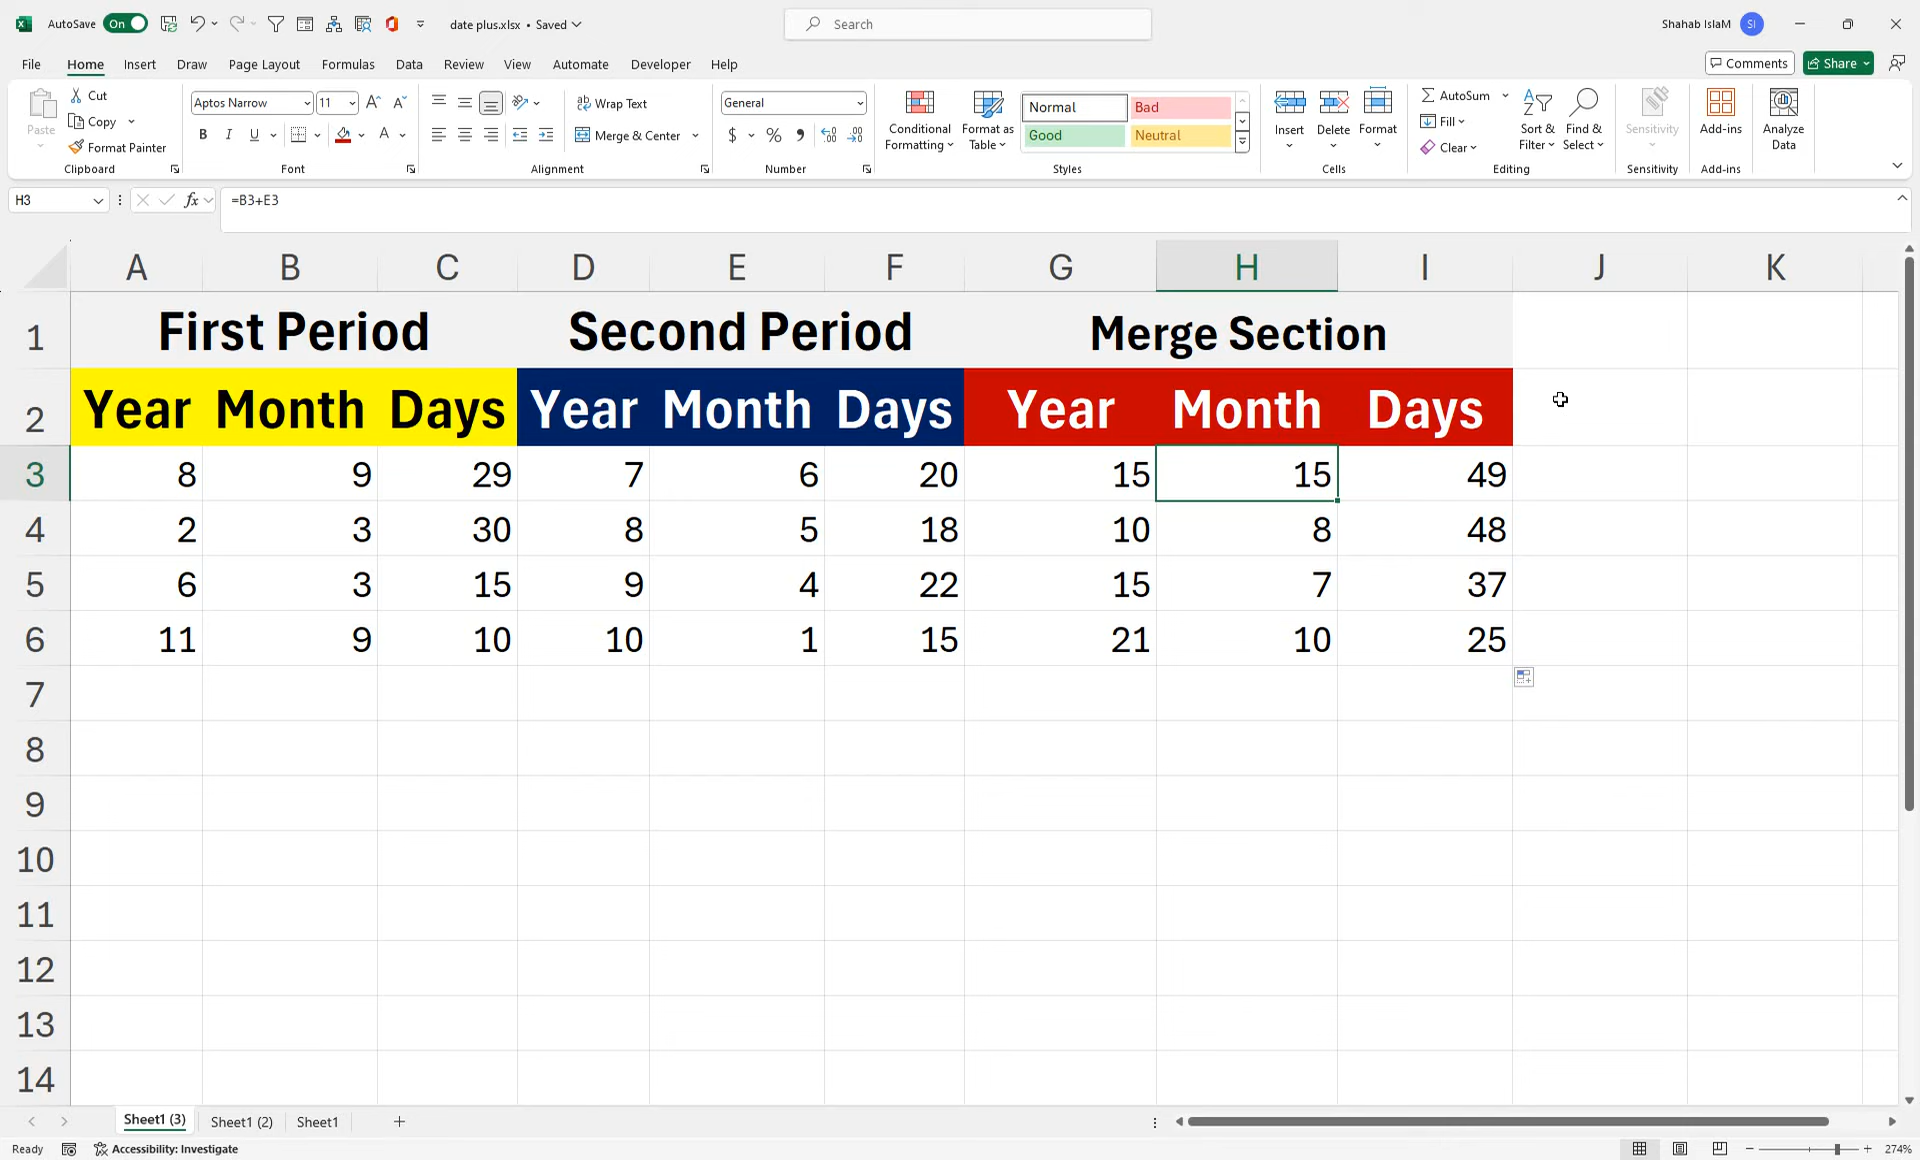 AutoSave On date plus.xlsx • Saved Search Shahab IslaM SI
File Home Insert Draw Page Layout Formulas Data Review View Automate Developer Help Comments Share
Paste
Cut
Copy
Format Painter
Clipboard
Aptos Narrow 11
B I U
Font
Wrap Text
Merge & Center
Alignment
General
$ % ,
Number
Conditional Formatting
Format as Table
Normal Bad
Good Neutral
Styles
Insert Delete Format
Cells
AutoSum
Fill
Clear
Sort & Filter
Find & Select
Editing
Sensitivity
Sensitivity
Add-ins
Add-ins
Analyze Data
H3 fx =B3+E3
A B C D E F G H I J K
1 First Period Second Period Merge Section
2 Year Month Days Year Month Days Year Month Days
3 8 9 29 7 6 20 15 15 49
4 2 3 30 8 5 18 10 8 48
5 6 3 15 9 4 22 15 7 37
6 11 9 10 10 1 15 21 10 25
7
8
9
10
11
12
13
14
Sheet1 (3) Sheet1 (2) Sheet1 +
Ready Accessibility: Investigate 274%